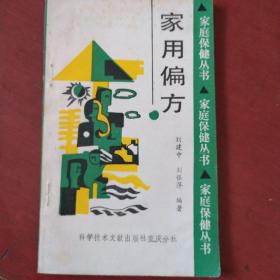 家用偏方
刘建中 刘依萍 编著
科学技术文献出版社重庆分社
▲家庭保健丛书▲家庭保健丛书▲家庭保健丛书